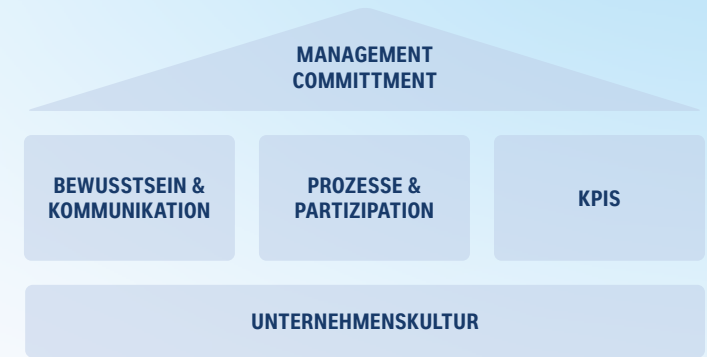 MANAGEMENT
COMMITTMENT
BEWUSSTSEIN &
KOMMUNIKATION
PROZESSE &
PARTIZIPATION
KPIS
UNTERNEHMENSKULTUR